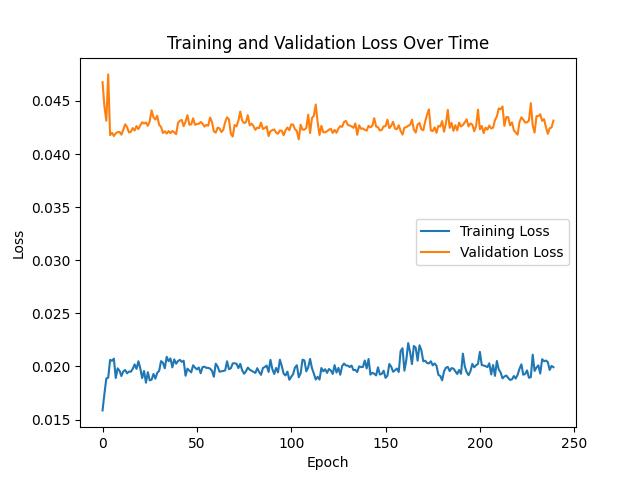 Training and Validation Loss Over Time
Loss
0.045
0.040
0.035
0.030
0.025
0.020
0.015
Training Loss
Validation Loss
0
50
100
150
200
250
Epoch